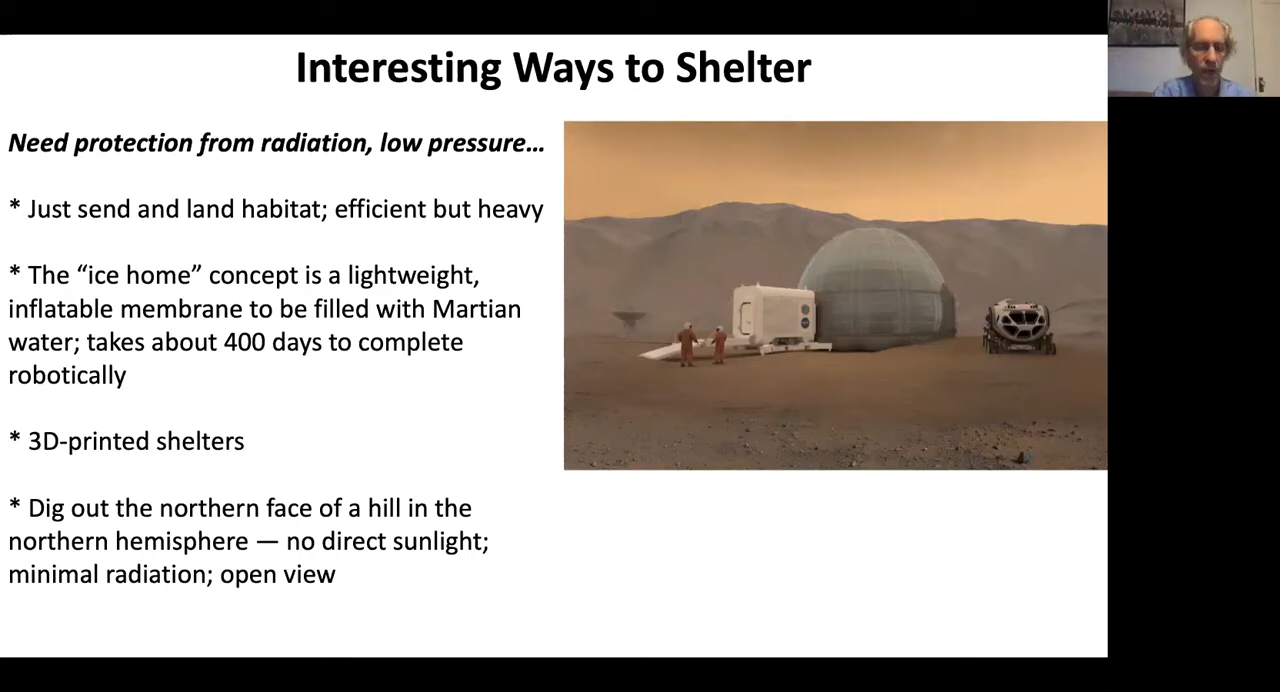 Interesting Ways to Shelter
Need protection from radiation, low pressure…
* Just send and land habitat; efficient but heavy
* The “ice home” concept is a lightweight,
inflatable membrane to be filled with Martian
water; takes about 400 days to complete
robotically
* 3D-printed shelters
* Dig out the northern face of a hill in the
northern hemisphere — no direct sunlight;
minimal radiation; open view